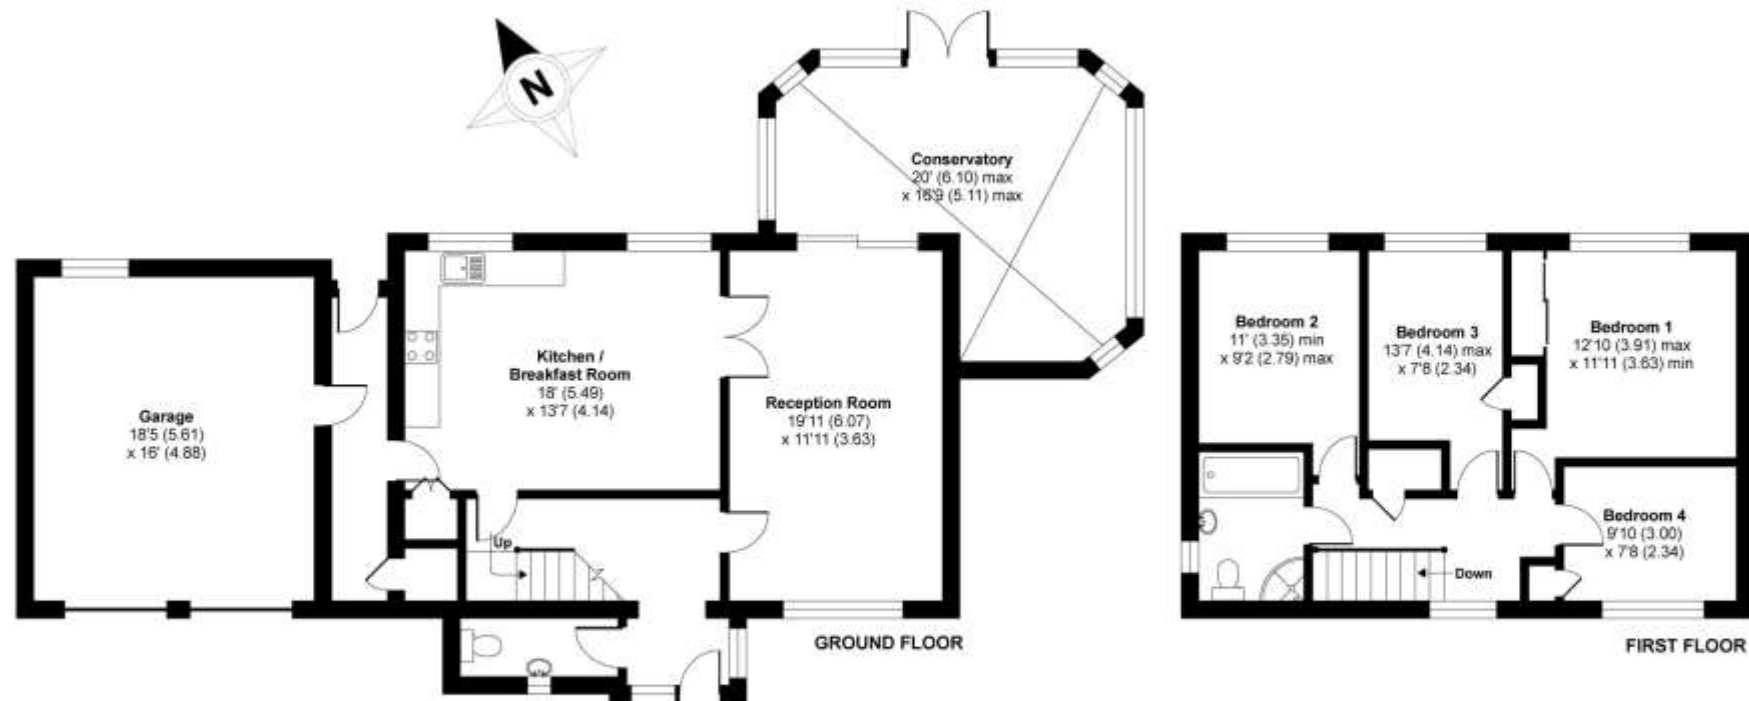 N
Conservatory
20' (6.10) max
x 16'9 (5.11) max
Kitchen /
Breakfast Room
18' (5.49)
x 13'7 (4.14)
Garage
18'5 (5.61)
x 16' (4.88)
Reception Room
19'11 (6.07)
x 11'11 (3.63)
Up
GROUND FLOOR
Bedroom 2
11' (3.35) min
x 9'2 (2.79) max
Bedroom 3
13'7 (4.14) max
x 7'8 (2.34)
Bedroom 1
12'10 (3.91) max
x 11'11 (3.63) min
Bedroom 4
9'10 (3.00)
x 7'8 (2.34)
Down
FIRST FLOOR